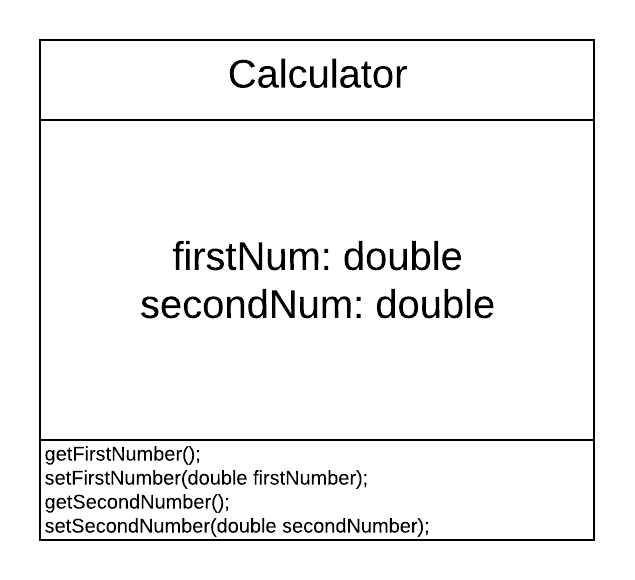 Calculator
firstNum: double
secondNum: double
getFirstNumber();
setFirstNumber(double firstNumber);
getSecondNumber();
setSecondNumber(double secondNumber);